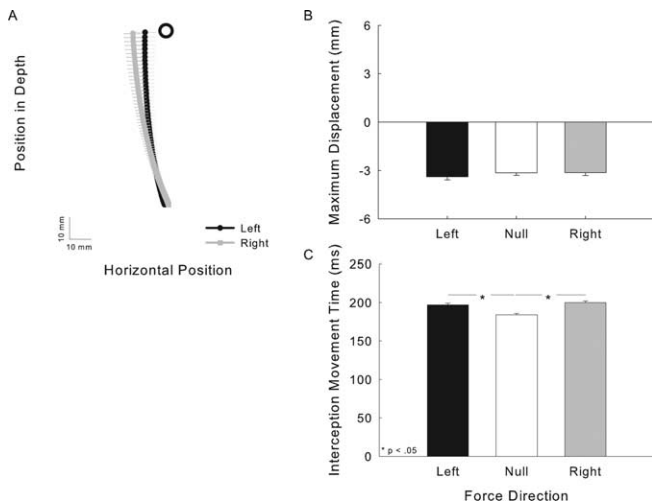 A
Position in Depth
10 mm
10 mm
Left
Right
Horizontal Position
B
Maximum Displacement (mm)
6
3
0
-3
-6
Left Null Right
C
Interception Movement Time (ms)
250
200
150
100
50
0
* *
* p < .05
Left Null Right
Force Direction